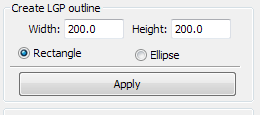 Create LGP outline
Width: 200.0 Height: 200.0
Rectangle Ellipse
Apply